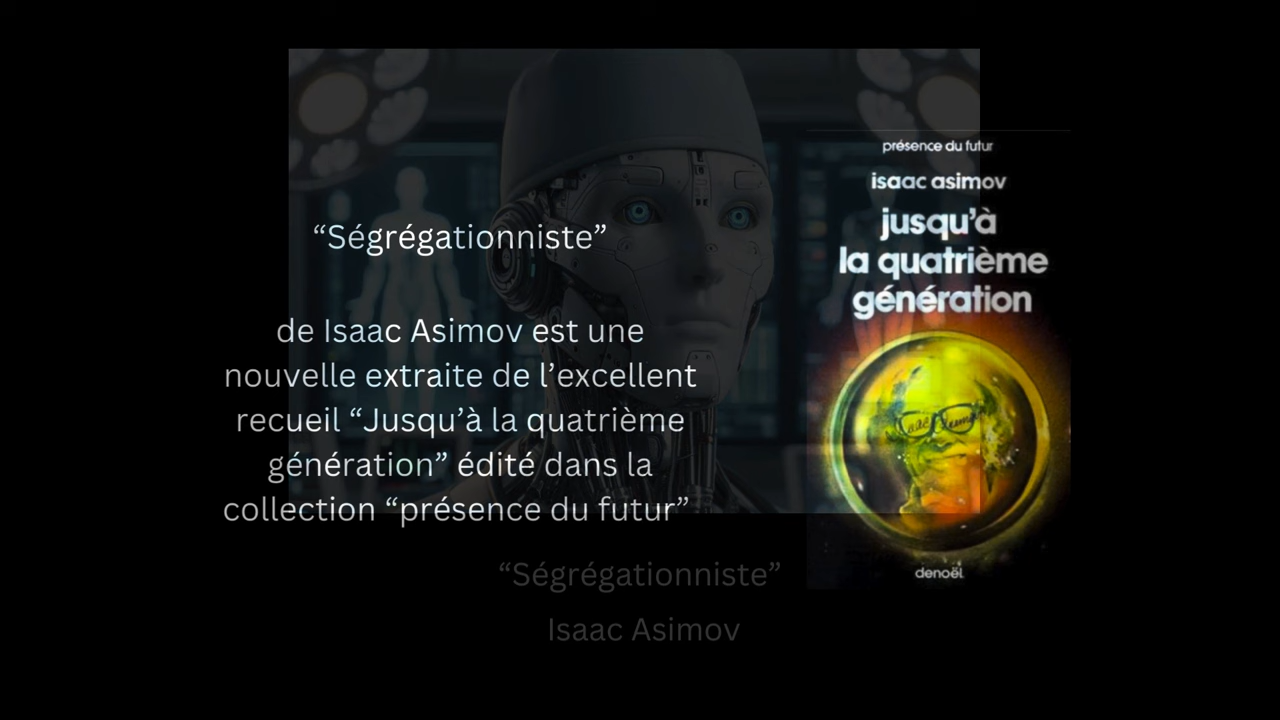 “Ségrégationniste”
de Isaac Asimov est une
nouvelle extraite de l’excellent
recueil “Jusqu’à la quatrième
génération” édité dans la
collection “présence du futur”
présence du futur
isaac asimov
jusqu’à
la quatrième
génération
denoël
“Ségrégationniste”
Isaac Asimov